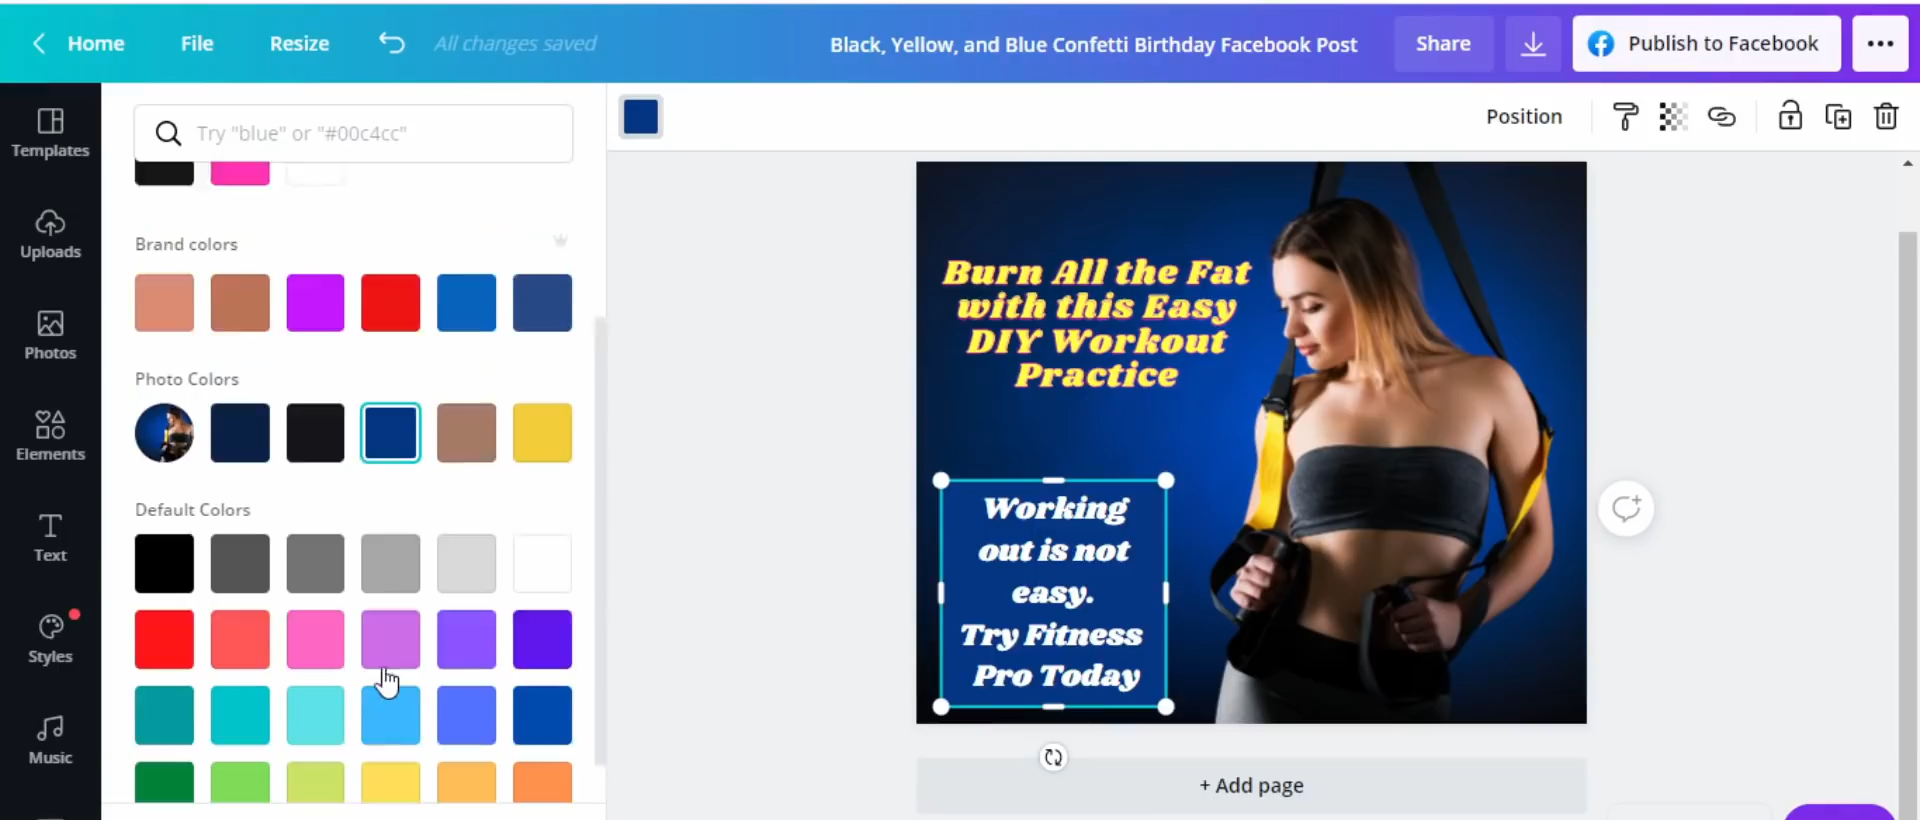 Home File Resize All changes saved Black, Yellow, and Blue Confetti Birthday Facebook Post Share Publish to Facebook
Templates
Uploads
Photos
Elements
Text
Styles
Music
Try "blue" or "#00c4cc"
Brand colors
Photo Colors
Default Colors
Position
Burn All the Fat
with this Easy
DIY Workout
Practice
Working
out is not
easy.
Try Fitness
Pro Today
+ Add page